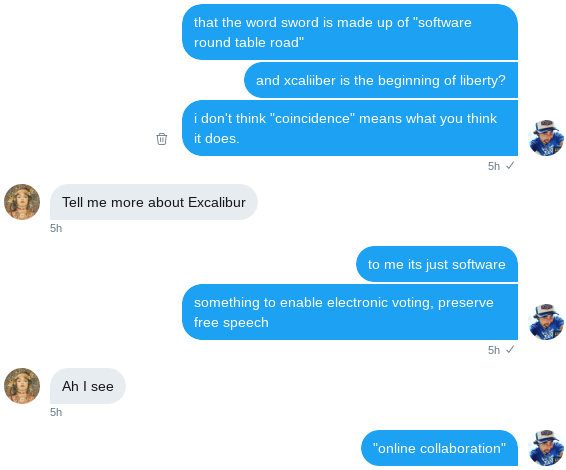 that the word sword is made up of "software
round table road"
and xcaliiber is the beginning of liberty?
i don't think "coincidence" means what you think
it does.
5h
Tell me more about Excalibur
5h
to me its just software
something to enable electronic voting, preserve
free speech
5h
Ah I see
5h
"online collaboration"